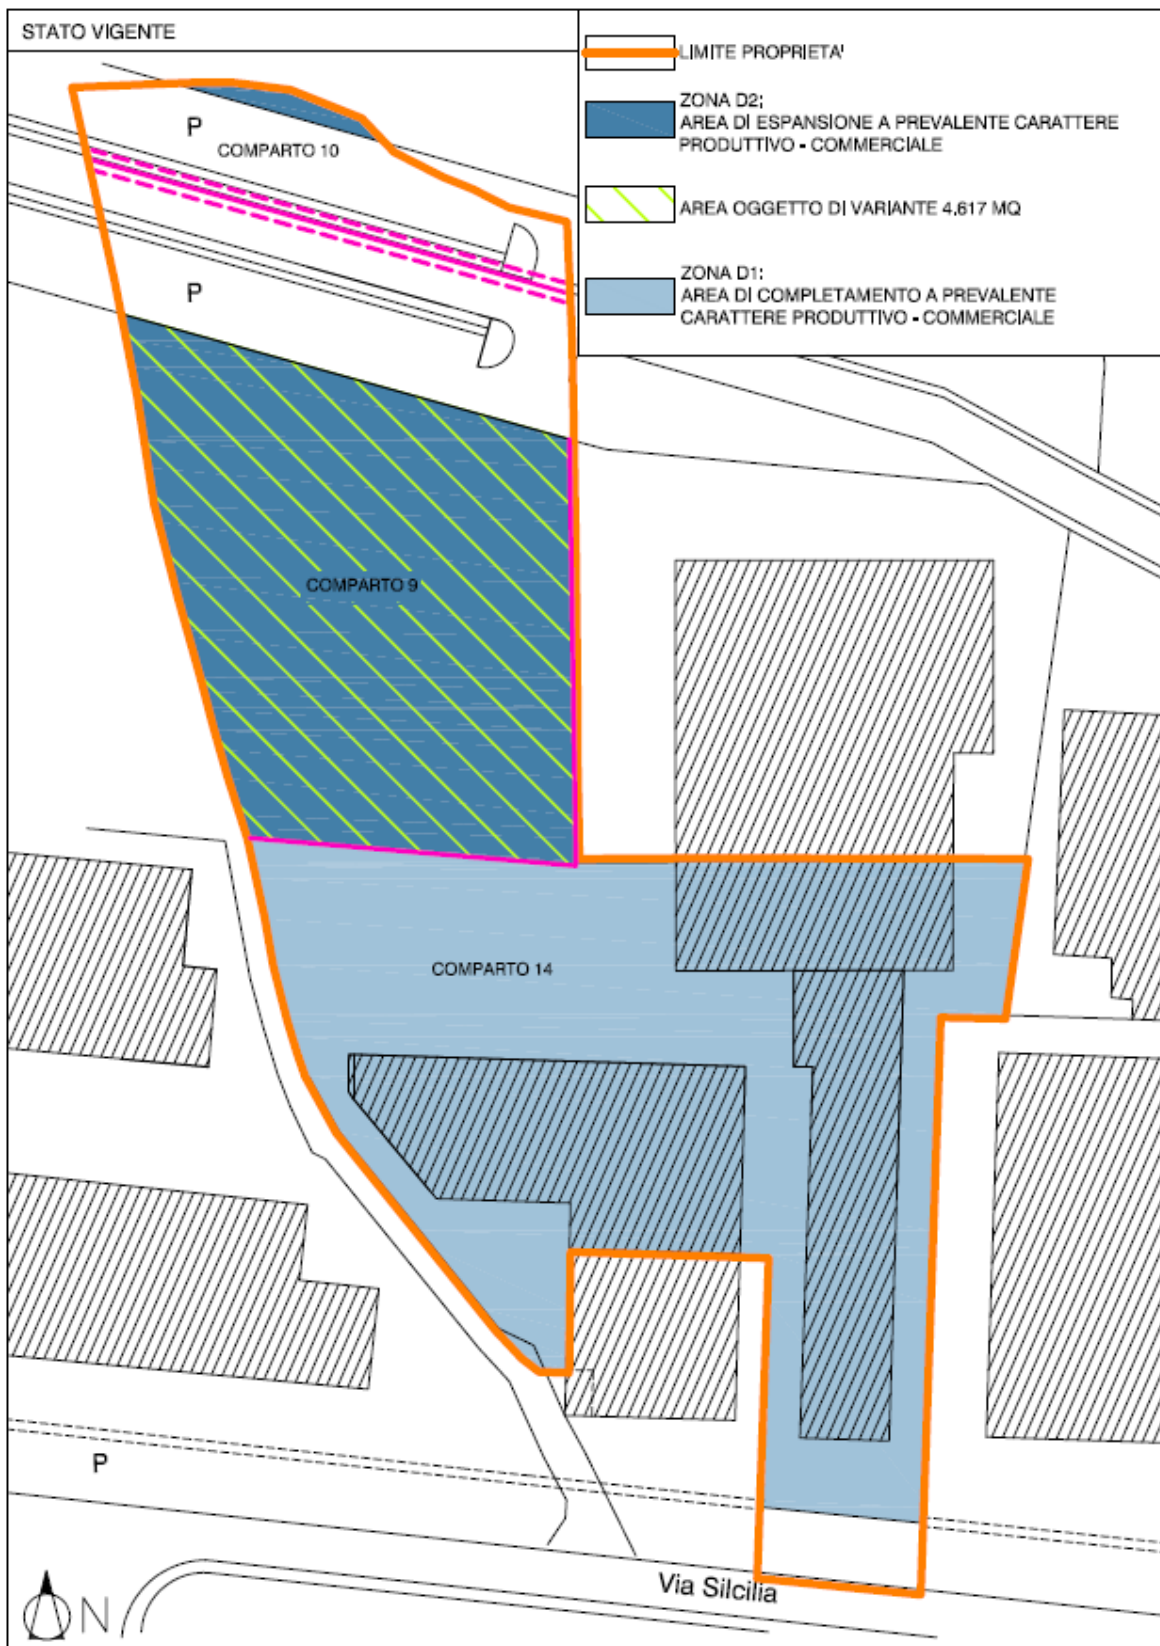 STATO VIGENTE
LIMITE PROPRIETA'
ZONA D2;
AREA DI ESPANSIONE A PREVALENTE CARATTERE
PRODUTTIVO - COMMERCIALE
AREA OGGETTO DI VARIANTE 4.617 MQ
ZONA D1:
AREA DI COMPLETAMENTO A PREVALENTE
CARATTERE PRODUTTIVO - COMMERCIALE
P
COMPARTO 10
P
COMPARTO 9
COMPARTO 14
P
Via Silcilia
N